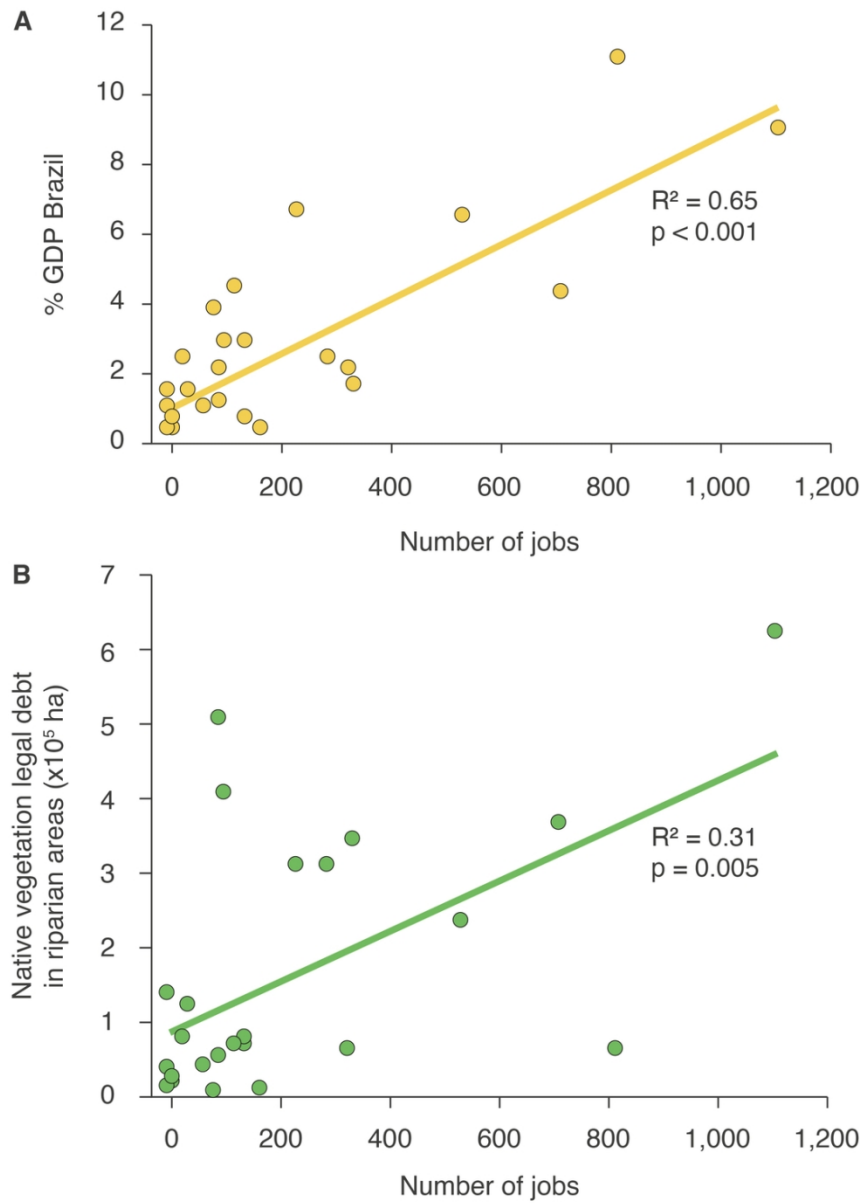 A
12
10
8
6
4
2
0
% GDP Brazil
R² = 0.65
p < 0.001
0 200 400 600 800 1,000 1,200
Number of jobs
B
7
6
5
4
3
2
1
0
Native vegetation legal debt
in riparian areas (x10⁵ ha)
R² = 0.31
p = 0.005
0 200 400 600 800 1,000 1,200
Number of jobs